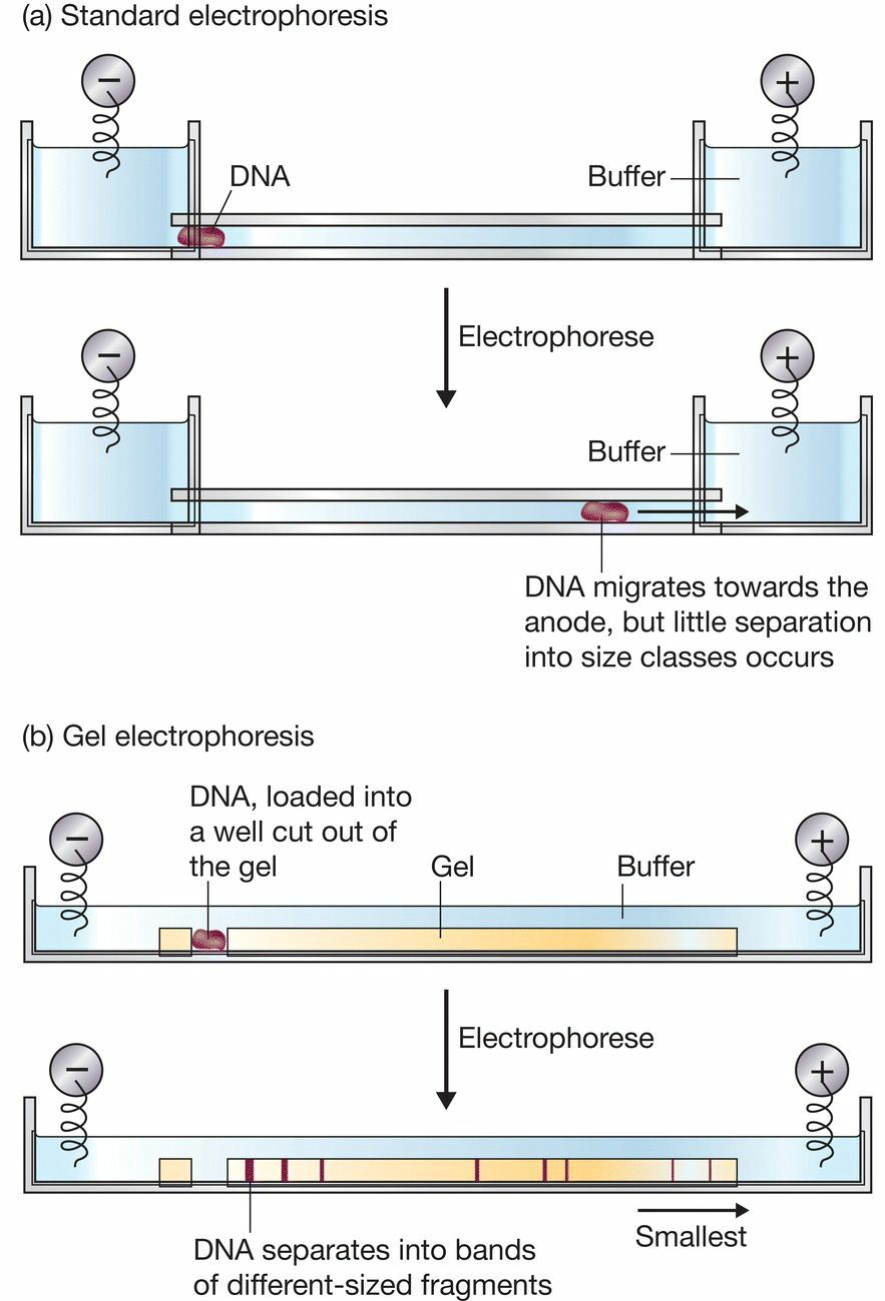 (a) Standard electrophoresis
−
+
DNA
Buffer
Electrophorese
−
+
Buffer
DNA migrates towards the
anode, but little separation
into size classes occurs
(b) Gel electrophoresis
DNA, loaded into
a well cut out of
the gel
Gel
Buffer
−
+
Electrophorese
−
+
Smallest
DNA separates into bands
of different-sized fragments